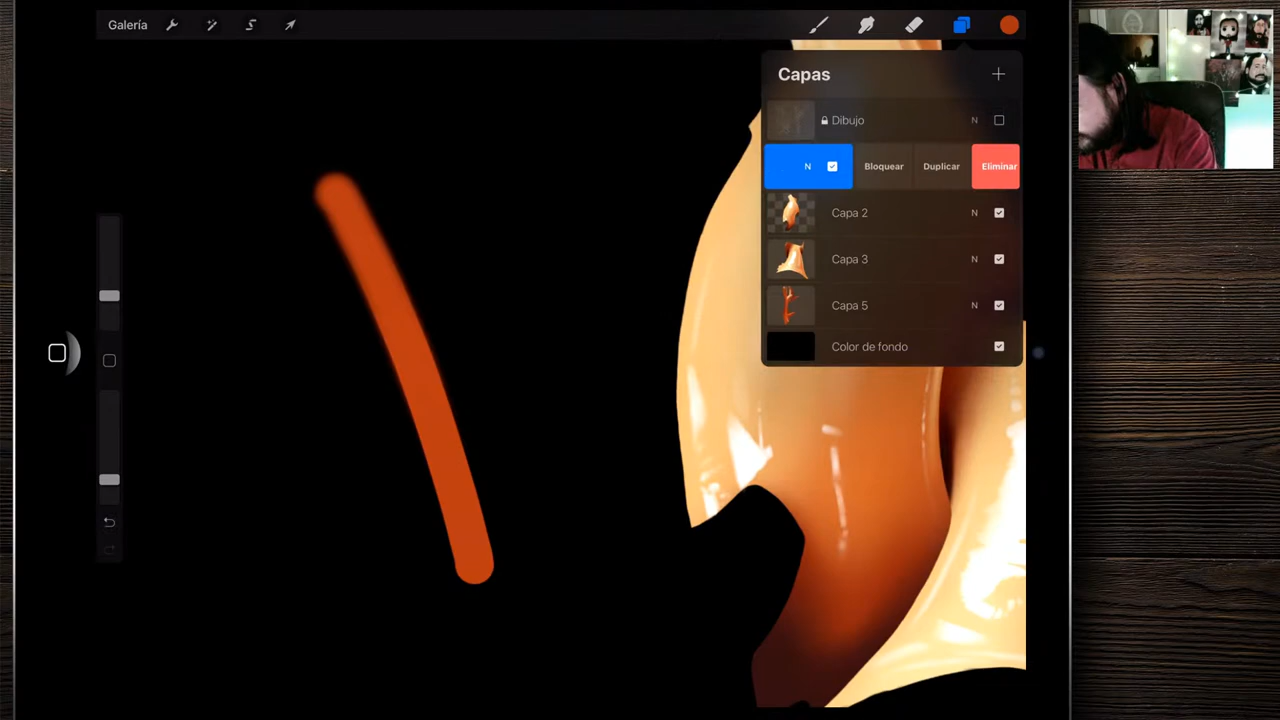 Galería
Capas
Dibujo N
N Bloquear Duplicar Eliminar
Capa 2 N
Capa 3 N
Capa 5 N
Color de fondo